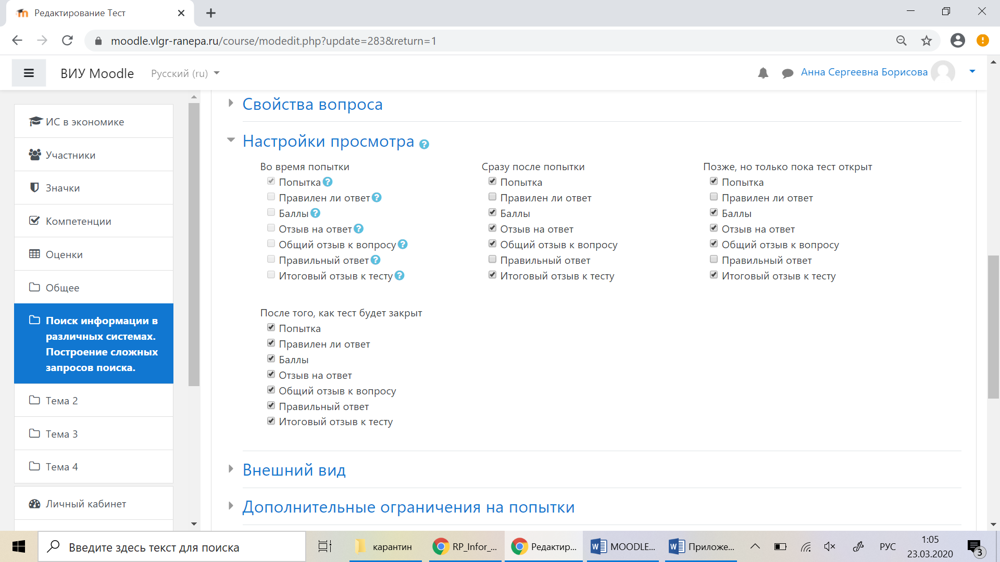 Редактирование Тест
moodle.vlgr-ranepa.ru/course/modedit.php?update=283&return=1
ВИУ Moodle
Русский (ru)
Анна Сергеевна Борисова
ИС в экономике
Участники
Значки
Компетенции
Оценки
Общее
Поиск информации в
различных системах.
Построение сложных
запросов поиска.
Тема 2
Тема 3
Тема 4
Личный кабинет
Свойства вопроса
Настройки просмотра ?
Во время попытки
Попытка ?
Правилен ли ответ ?
Баллы ?
Отзыв на ответ ?
Общий отзыв к вопросу ?
Правильный ответ ?
Итоговый отзыв к тесту ?
Сразу после попытки
Попытка
Правилен ли ответ
Баллы
Отзыв на ответ
Общий отзыв к вопросу
Правильный ответ
Итоговый отзыв к тесту
Позже, но только пока тест открыт
Попытка
Правилен ли ответ
Баллы
Отзыв на ответ
Общий отзыв к вопросу
Правильный ответ
Итоговый отзыв к тесту
После того, как тест будет закрыт
Попытка
Правилен ли ответ
Баллы
Отзыв на ответ
Общий отзыв к вопросу
Правильный ответ
Итоговый отзыв к тесту
Внешний вид
Дополнительные ограничения на попытки
Введите здесь текст для поиска
карантин
RP_Infor_...
Редактир...
MOODLE...
Приложе...
РУС
1:05
23.03.2020
3